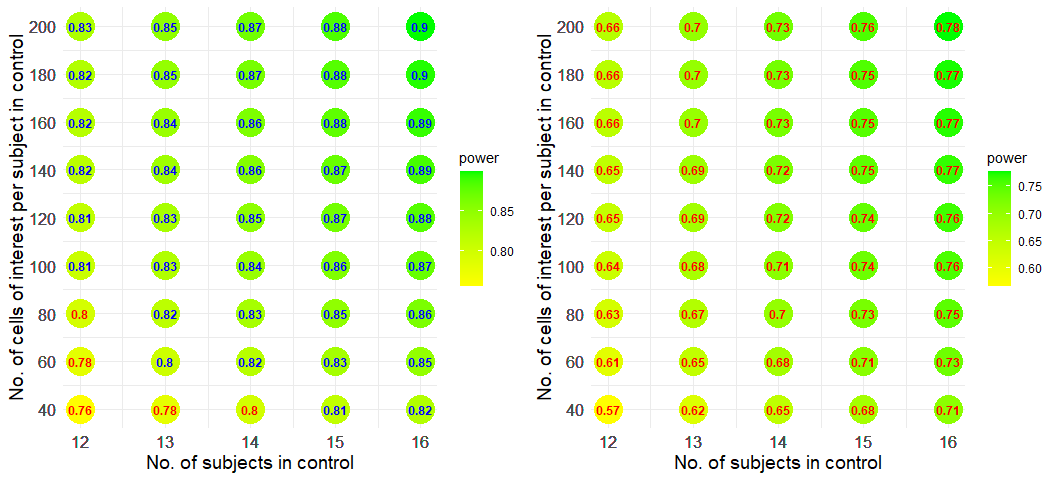 No. of cells of interest per subject in control
200 0.83 0.85 0.87 0.88 0.9
180 0.82 0.85 0.87 0.88 0.9
160 0.82 0.84 0.86 0.88 0.89
140 0.82 0.84 0.86 0.87 0.89
120 0.81 0.83 0.85 0.87 0.88
100 0.81 0.83 0.84 0.86 0.87
80 0.8 0.82 0.83 0.85 0.86
60 0.78 0.8 0.82 0.83 0.85
40 0.76 0.78 0.8 0.81 0.82
12 13 14 15 16
No. of subjects in control
power
0.85
0.80
No. of cells of interest per subject in control
200 0.66 0.7 0.73 0.76 0.78
180 0.66 0.7 0.73 0.75 0.77
160 0.66 0.7 0.73 0.75 0.77
140 0.65 0.69 0.72 0.75 0.77
120 0.65 0.69 0.72 0.74 0.76
100 0.64 0.68 0.71 0.74 0.76
80 0.63 0.67 0.7 0.73 0.75
60 0.61 0.65 0.68 0.71 0.73
40 0.57 0.62 0.65 0.68 0.71
12 13 14 15 16
No. of subjects in control
power
0.75
0.70
0.65
0.60